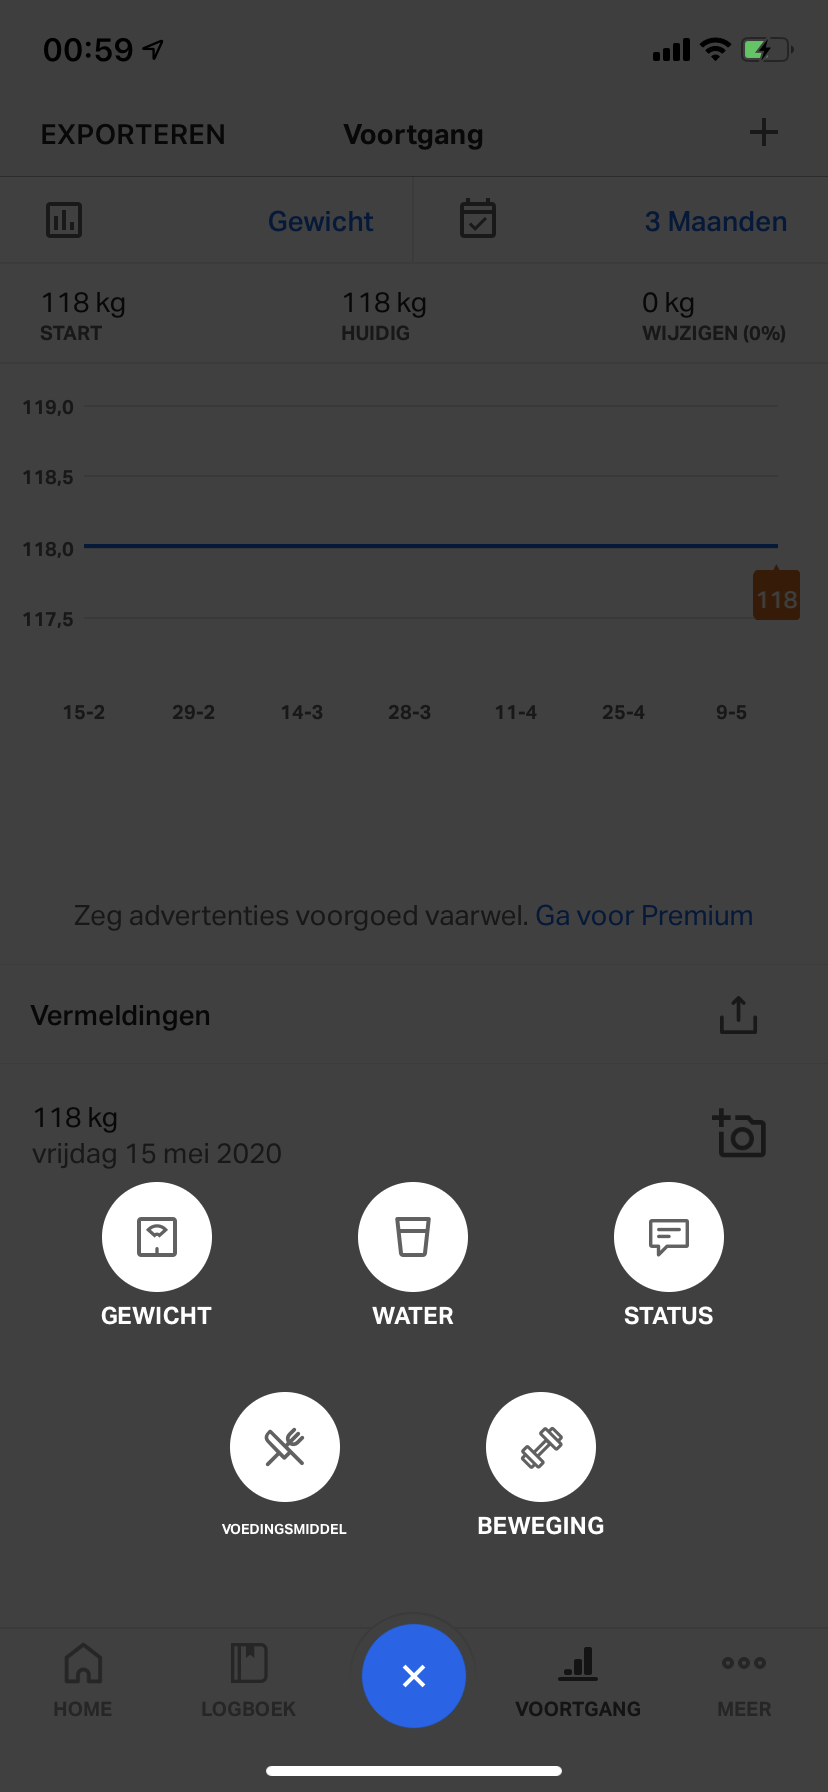 00:59
EXPORTEREN Voortgang
Gewicht 3 Maanden
118 kg 118 kg 0 kg
START HUIDIG WIJZIGEN (0%)
119,0
118,5
118,0
118
117,5
15-2 29-2 14-3 28-3 11-4 25-4 9-5
Zeg advertenties voorgoed vaarwel. Ga voor Premium
Vermeldingen
118 kg
vrijdag 15 mei 2020
GEWICHT WATER STATUS
VOEDINGSMIDDEL BEWEGING
HOME LOGBOEK VOORTGANG MEER